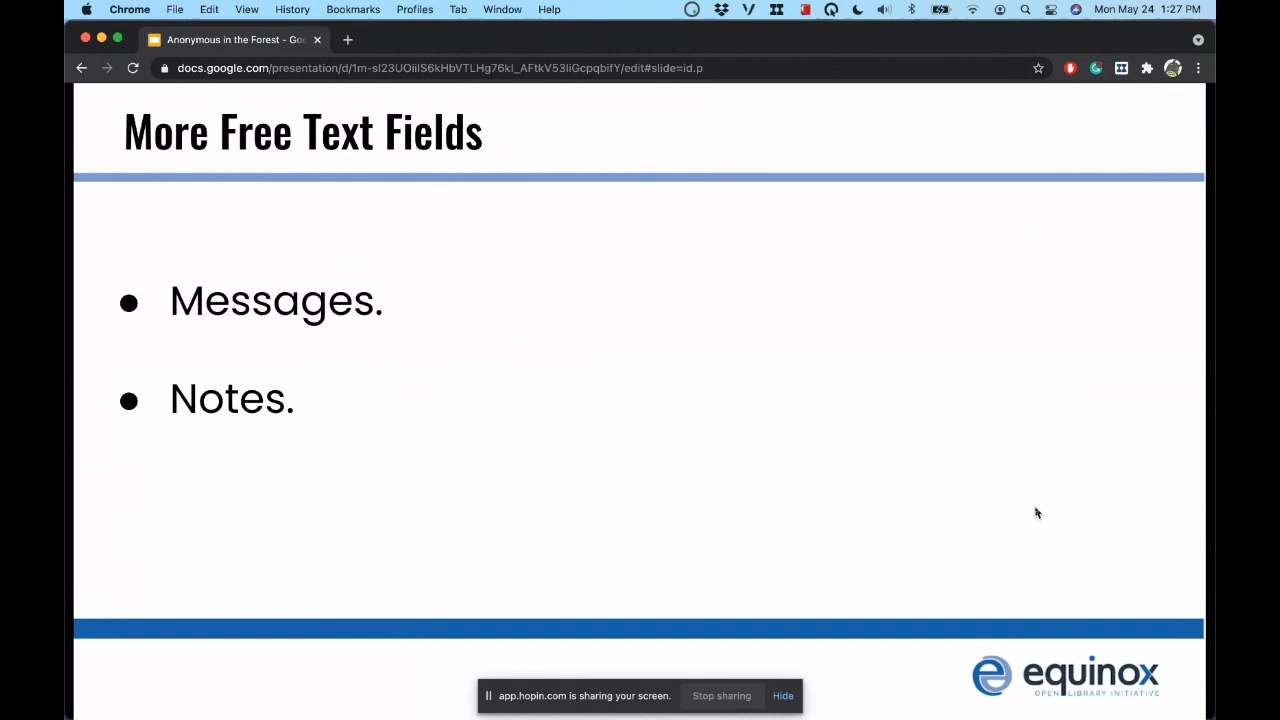 Chrome File Edit View History Bookmarks Profiles Tab Window Help Mon May 24 1:27 PM
Anonymous in the Forest - Goo
docs.google.com/presentation/d/1m-sI23UOiiIS6kHbVTLHg76kI_AFtkV53IiGcpqbifY/edit#slide=id.p
More Free Text Fields
● Messages.
● Notes.
equinox
OPEN LIBRARY INITIATIVE
app.hopin.com is sharing your screen. Stop sharing Hide